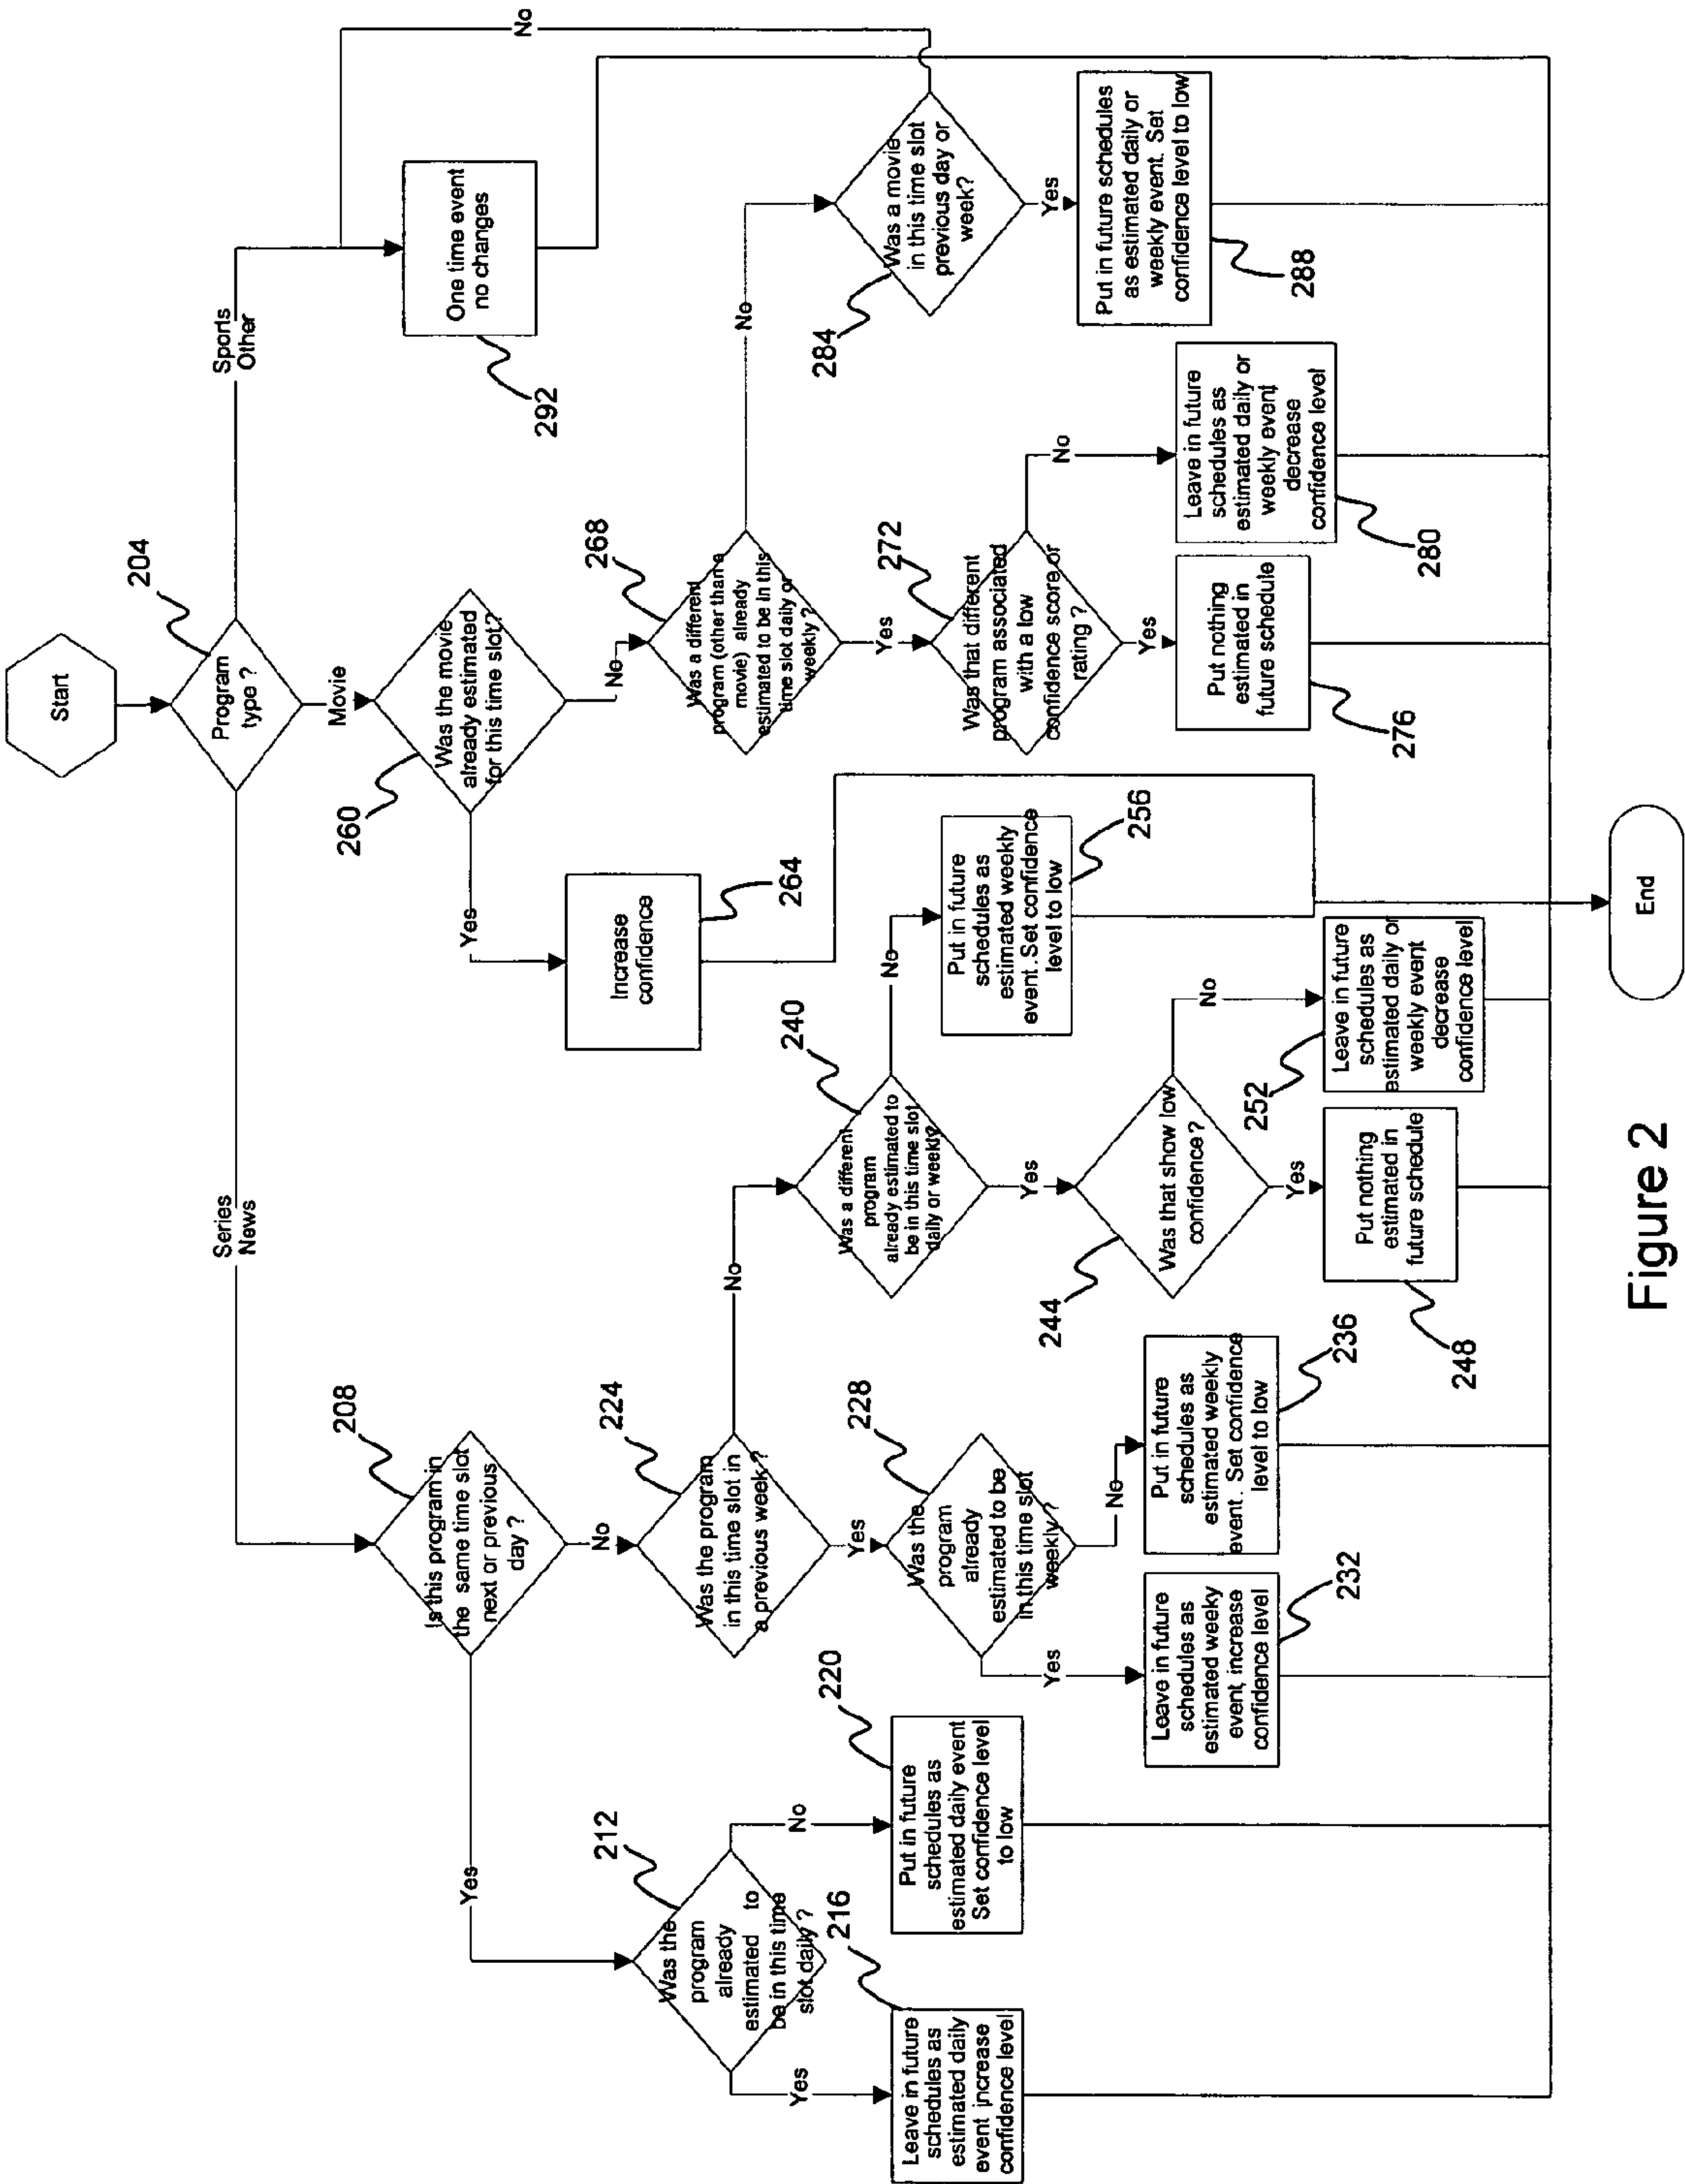 Start
204
Program
type ?
Series
News
Movie
Sports
Other
208
Is this program in
the same time slot
next or previous
day ?
Yes
No
212
Was the
program
already
estimated to
be in this time
slot daily ?
Yes
No
216
Leave in future
schedules as
estimated daily
event increase
confidence level
220
Put in future
schedules as
estimated daily event
Set confidence level
to low
224
Was the program
in this time slot in
a previous week ?
Yes
No
228
Was the
program
already
estimated to be
in this time slot
weekly ?
Yes
No
232
Leave in future
schedules as
estimated weeky
event, increase
confidence level
236
Put in future
schedules as
estimated weekly
event . Set confidence
level to low
240
Was a different
program
already estimated to
be in this time slot
daily or weekly?
Yes
No
244
Was that show low
confidence ?
Yes
No
248
Put nothing
estimated in
future schedule
252
Leave in future
schedules as
estimated daily or
weekly event
decrease
confidence level
256
Put in future
schedules as
estimated weekly
event . Set confidence
level to low
260
Was the movie
already estimated
for this time slot?
Yes
No
264
Increase
confidence
268
Was a different
program (other than a
movie) already
estimated to be in this
time slot daily or
weekly ?
Yes
No
272
Was that different
program associated
with a low
confidence score or
rating ?
Yes
No
276
Put nothing
estimated in
future schedule
280
Leave in future
schedules as
estimated daily or
weekly event
decrease
confidence level
284
Was a movie
in this time slot
previous day or
week?
Yes
No
288
Put in future schedules
as estimated daily or
weekly event. Set
confidence level to low
292
One time event
no changes
End
Figure 2